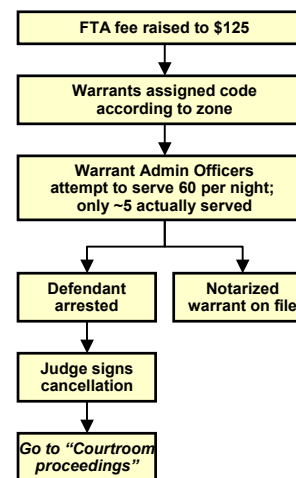 FTA fee raised to $125
Warrants assigned code
according to zone
Warrant Admin Officers
attempt to serve 60 per night;
only ~5 actually served
Defendant
arrested
Notarized
warrant on file
Judge signs
cancellation
Go to “Courtroom
proceedings”